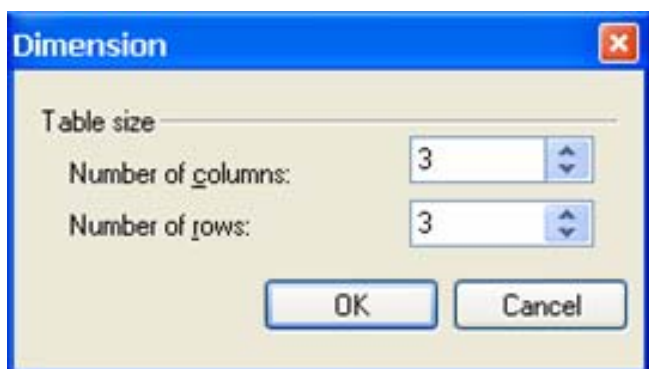 Dimension
Table size
Number of columns: 3
Number of rows: 3
OK Cancel